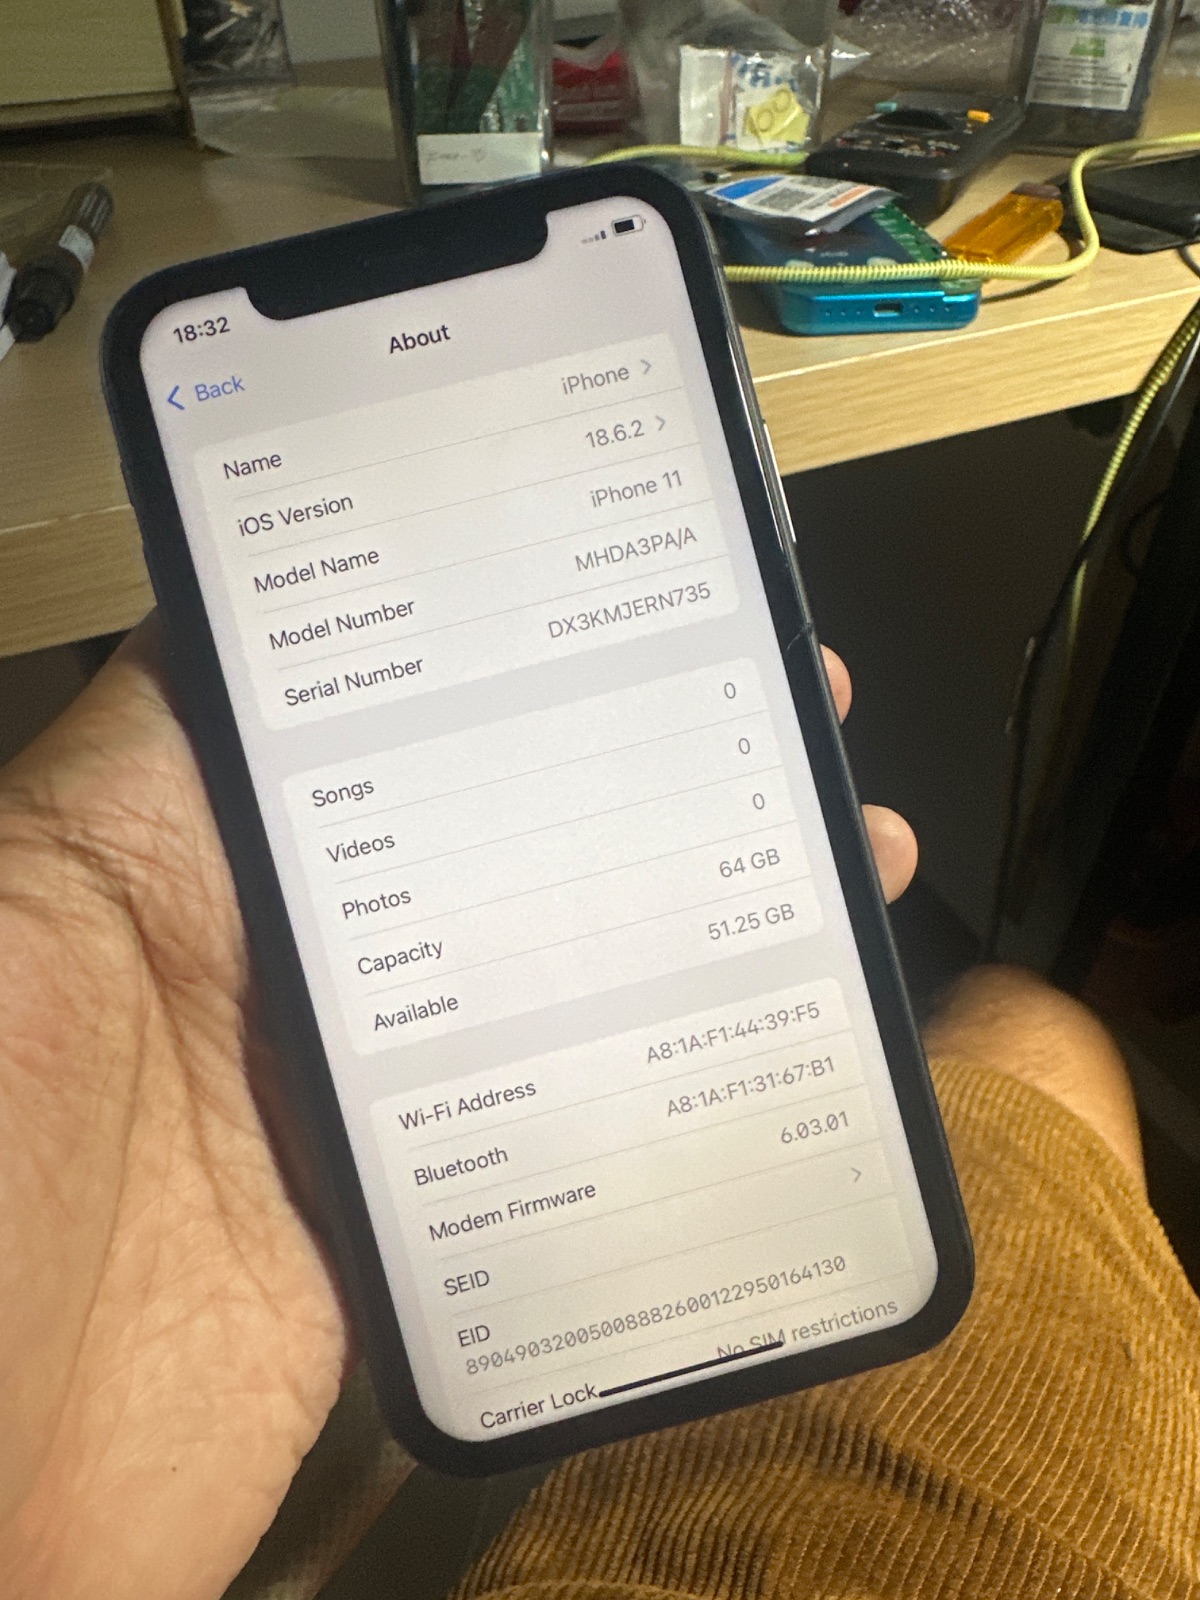 100
18:32
About
Back
Name iPhone
iOS Version 18.6.2
Model Name iPhone 11
Model Number MHDA3PA/A
Serial Number DX3KMJERN735
Songs 0
Videos 0
Photos 0
Capacity 64 GB
Available 51.25 GB
Wi-Fi Address A8:1A:F1:44:39:F5
Bluetooth A8:1A:F1:31:67:B1
Modem Firmware 6.03.01
SEID
EID
89049032005008882600122950164130
Carrier Lock No SIM restrictions